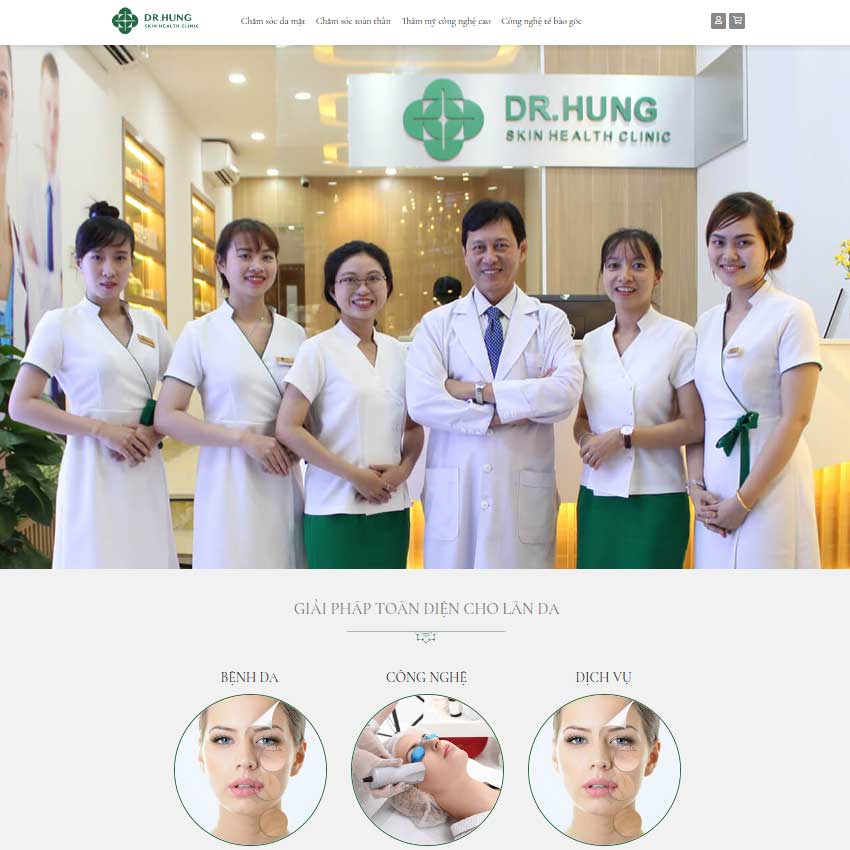 DR.HUNG
SKIN HEALTH CLINIC
Chăm sóc da mặt Chăm sóc toàn thân Thẩm mỹ công nghệ cao Công nghệ tế bào gốc
DR.HUNG
SKIN HEALTH CLINIC
GIẢI PHÁP TOÀN DIỆN CHO LÀN DA
BỆNH DA CÔNG NGHỆ DỊCH VỤ